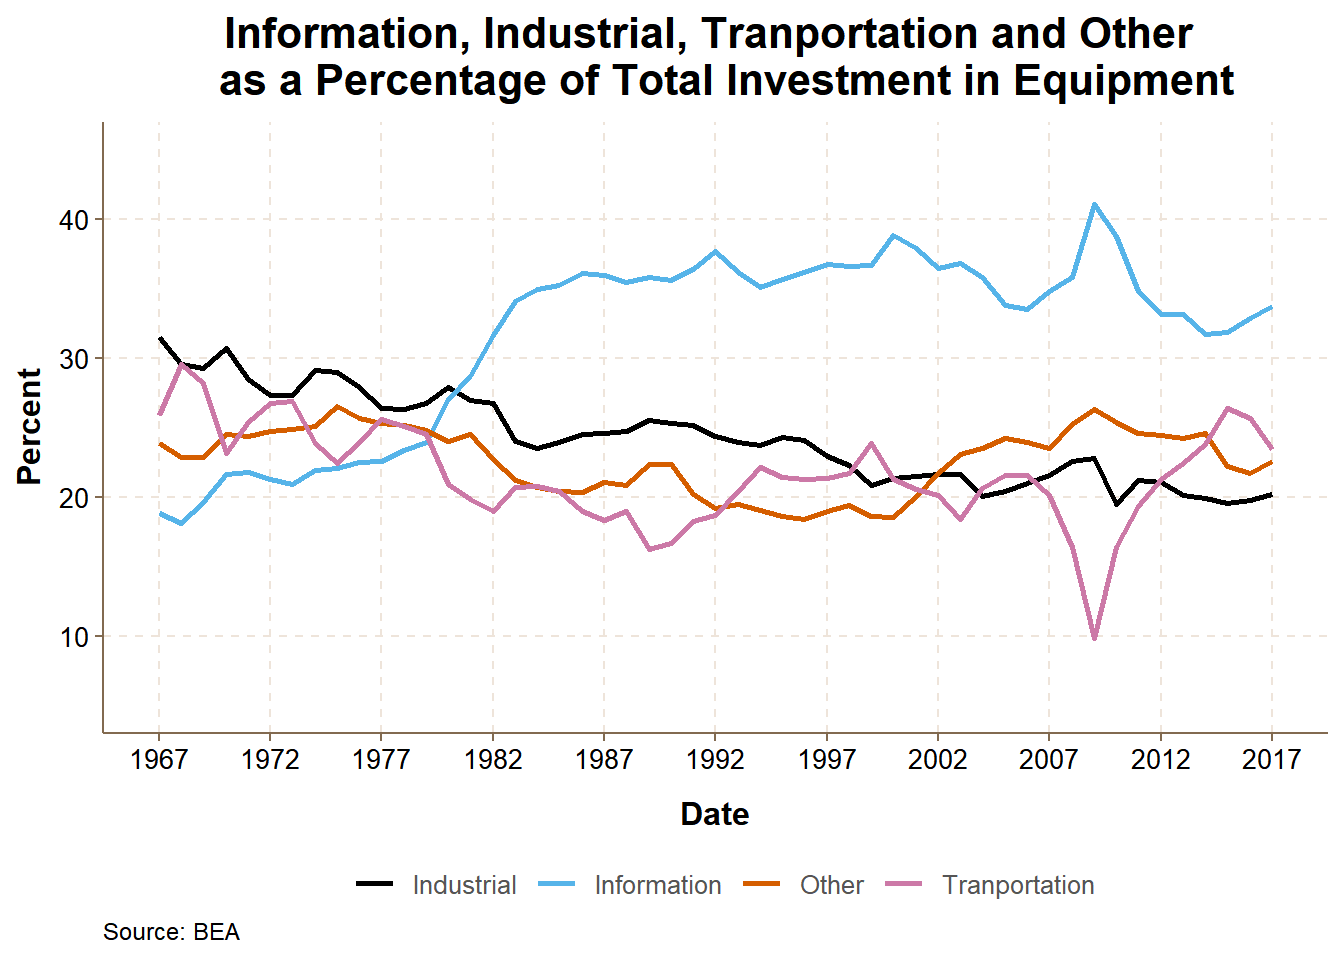 Information, Industrial, Tranportation and Other
as a Percentage of Total Investment in Equipment
Percent
40
30
20
10
1967 1972 1977 1982 1987 1992 1997 2002 2007 2012 2017
Date
Industrial Information Other Tranportation
Source: BEA